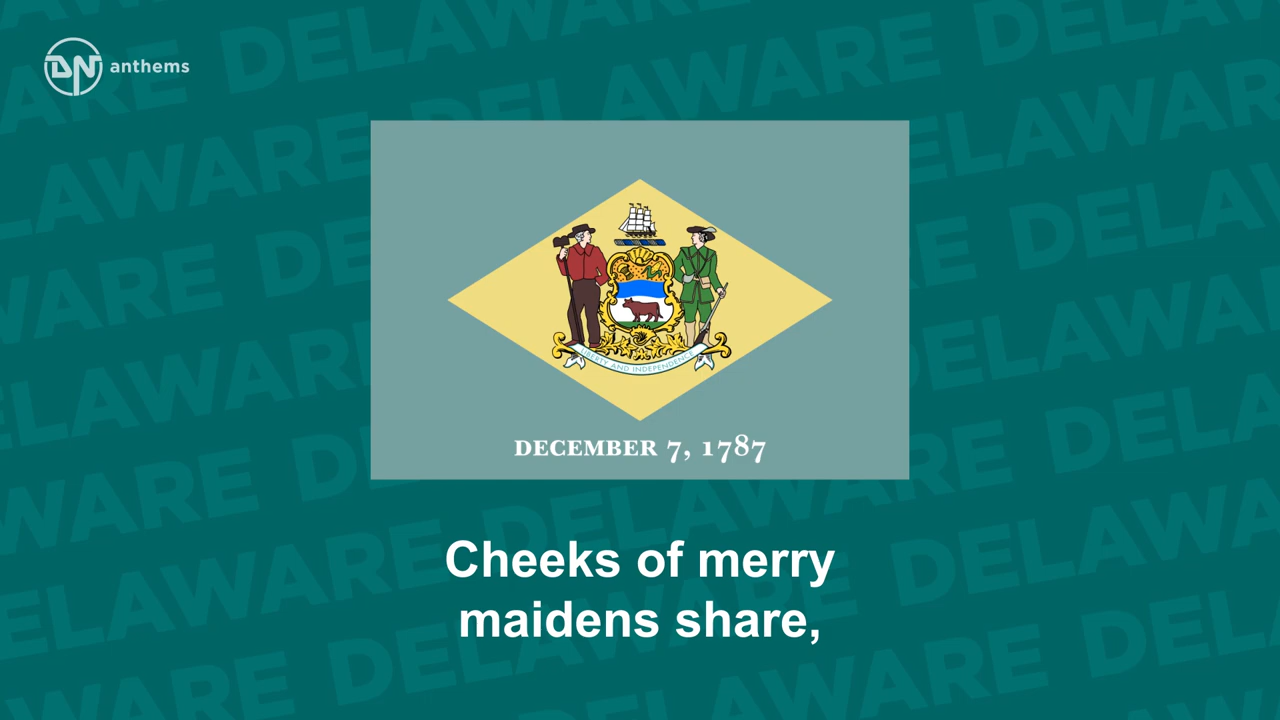 DN anthems
LIBERTY AND INDEPENDENCE
DECEMBER 7, 1787
Cheeks of merry
maidens share,
DELAWARE